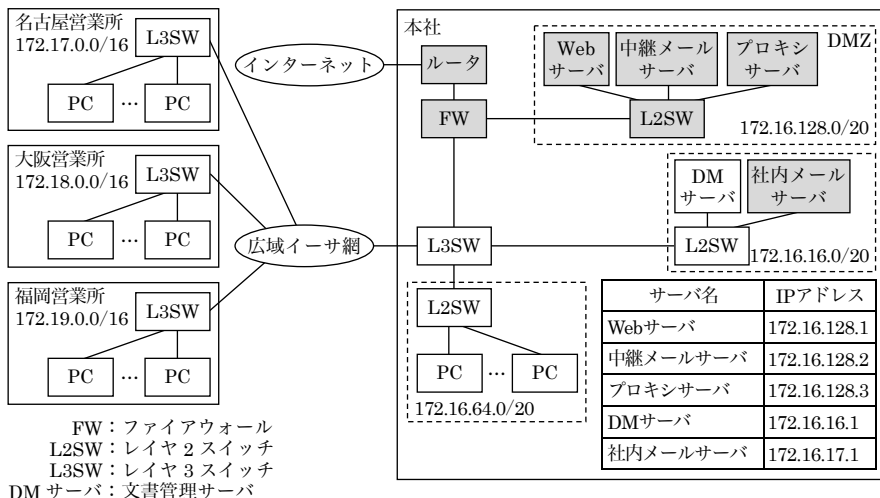 名古屋営業所
172.17.0.0/16
L3SW
PC … PC
大阪営業所
172.18.0.0/16
L3SW
PC … PC
福岡営業所
172.19.0.0/16
L3SW
PC … PC
インターネット
広域イーサ網
本社
ルータ
FW
DMZ
Web
サーバ
中継メール
サーバ
プロキシ
サーバ
L2SW
172.16.128.0/20
DM
サーバ
社内メール
サーバ
L3SW
L2SW
172.16.16.0/20
L2SW
PC … PC
172.16.64.0/20
サーバ名 IPアドレス
Webサーバ 172.16.128.1
中継メールサーバ 172.16.128.2
プロキシサーバ 172.16.128.3
DMサーバ 172.16.16.1
社内メールサーバ 172.16.17.1
FW：ファイアウォール
L2SW：レイヤ2スイッチ
L3SW：レイヤ3スイッチ
DMサーバ：文書管理サーバ